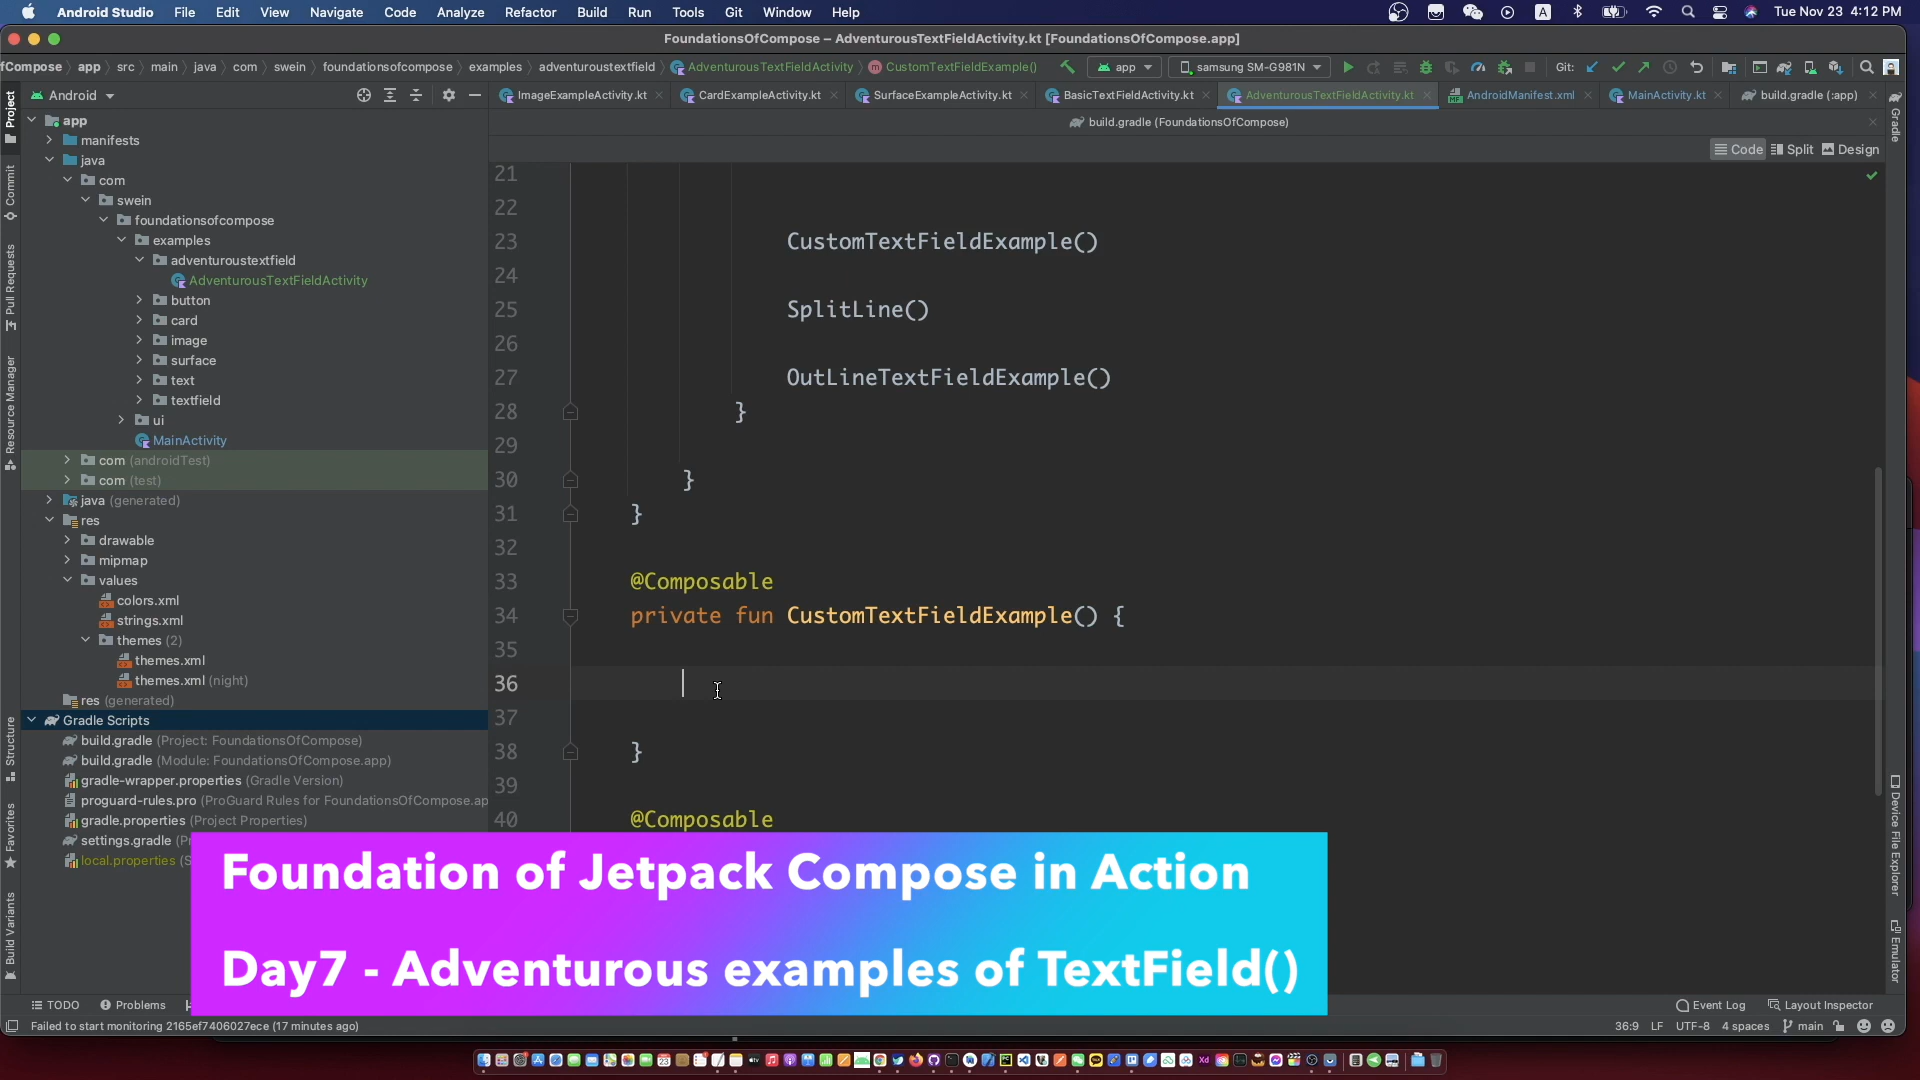 Android Studio File Edit View Navigate Code Analyze Refactor Build Run Tools Git Window Help
A
Tue Nov 23 4:12 PM
FoundationsOfCompose – AdventurousTextFieldActivity.kt [FoundationsOfCompose.app]
fCompose app src main java com swein foundationsofcompose examples adventuroustextfield AdventurousTextFieldActivity CustomTextFieldExample()
app samsung SM-G981N Git:
Android
ImageExampleActivity.kt CardExampleActivity.kt SurfaceExampleActivity.kt BasicTextFieldActivity.kt AdventurousTextFieldActivity.kt AndroidManifest.xml MainActivity.kt build.gradle (:app)
build.gradle (FoundationsOfCompose)
Code Split Design
Project
Commit
Pull Requests
Resource Manager
Structure
Favorites
Build Variants
app
manifests
java
com
swein
foundationsofcompose
examples
adventuroustextfield
AdventurousTextFieldActivity
button
card
image
surface
text
textfield
ui
MainActivity
com (androidTest)
com (test)
java (generated)
res
drawable
mipmap
values
colors.xml
strings.xml
themes (2)
themes.xml
themes.xml (night)
res (generated)
Gradle Scripts
build.gradle (Project: FoundationsOfCompose)
build.gradle (Module: FoundationsOfCompose.app)
gradle-wrapper.properties (Gradle Version)
proguard-rules.pro (ProGuard Rules for FoundationsOfCompose.ap
gradle.properties (Project Properties)
settings.gradle (P
local.properties (S
21
22
23 CustomTextFieldExample()
24
25 SplitLine()
26
27 OutLineTextFieldExample()
28 }
29
30 }
31 }
32
33 @Composable
34 private fun CustomTextFieldExample() {
35
36
37
38 }
39
40 @Composable
Gradle
Device File Explorer
Emulator
Foundation of Jetpack Compose in Action
Day7 - Adventurous examples of TextField()
TODO Problems
Event Log Layout Inspector
Failed to start monitoring 2165ef7406027ece (17 minutes ago)
36:9 LF UTF-8 4 spaces main